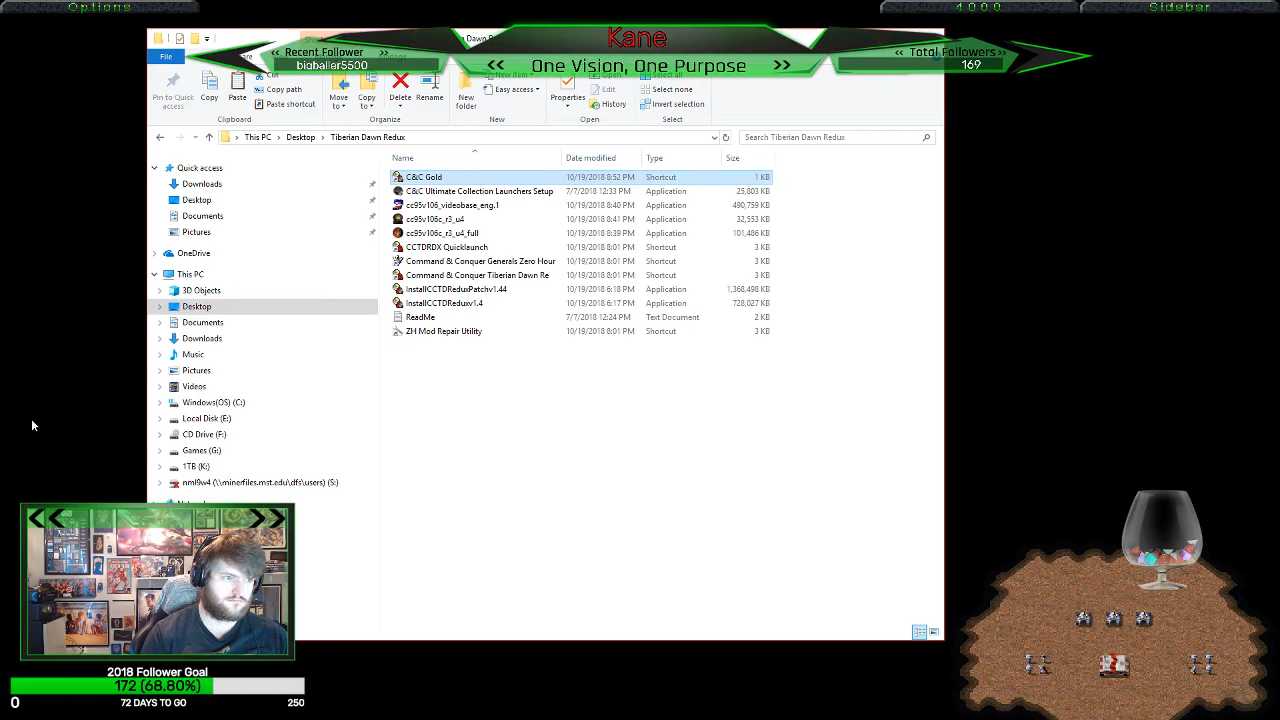 Options
4000
Sidebar
Kane
One Vision, One Purpose
Recent Follower
bigballer5500
Total Followers
169
File
Pin to Quick access
Copy
Paste
Cut
Copy path
Paste shortcut
Clipboard
Move to
Copy to
Delete
Rename
Organize
New folder
New item
Easy access
New
Properties
Open
Edit
History
Open
Select all
Select none
Invert selection
Select
This PC > Desktop > Tiberian Dawn Redux
Search Tiberian Dawn Redux
Name Date modified Type Size
C&C Gold 10/19/2018 8:52 PM Shortcut 1 KB
C&C Ultimate Collection Launchers Setup 7/7/2018 12:33 PM Application 25,803 KB
cc95v106_videobase_eng.1 10/19/2018 8:40 PM Application 490,759 KB
cc95v106c_r3_u4 10/19/2018 8:41 PM Application 32,553 KB
cc95v106c_r3_u4_full 10/19/2018 8:39 PM Application 101,486 KB
CCTDRDX Quicklaunch 10/19/2018 8:01 PM Shortcut 3 KB
Command & Conquer Generals Zero Hour 10/19/2018 8:01 PM Shortcut 3 KB
Command & Conquer Tiberian Dawn Re 10/19/2018 8:01 PM Shortcut 3 KB
InstallCCTDReduxPatchv1.44 10/19/2018 6:18 PM Application 1,368,498 KB
InstallCCTDReduxv1.4 10/19/2018 6:17 PM Application 728,027 KB
ReadMe 7/7/2018 12:24 PM Text Document 2 KB
ZH Mod Repair Utility 10/19/2018 8:01 PM Shortcut 3 KB
Quick access
Downloads
Desktop
Documents
Pictures
OneDrive
This PC
3D Objects
Desktop
Documents
Downloads
Music
Pictures
Videos
Windows(OS) (C:)
Local Disk (E:)
CD Drive (F:)
Games (G:)
1TB (K:)
nml9w4 (\\minerfiles.mst.edu\dfs\users) (S:)
2018 Follower Goal
172 (68.80%)
0
72 DAYS TO GO
250